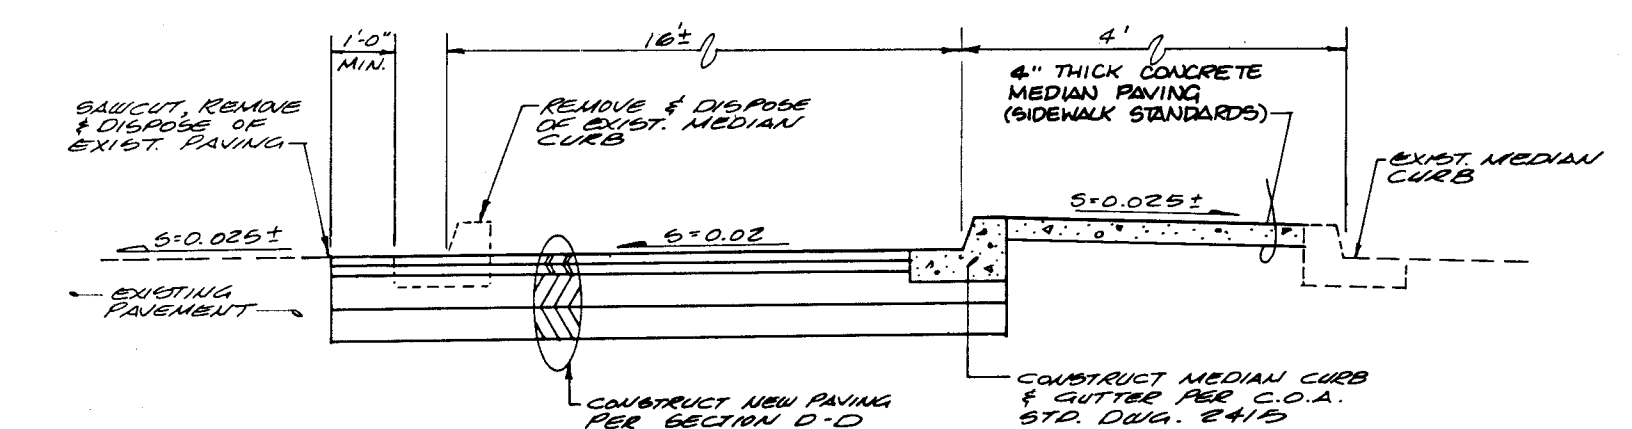 1'-0"
MIN.
16'±
4'
4" THICK CONCRETE
MEDIAN PAVING
(SIDEWALK STANDARDS)
SAWCUT, REMOVE
& DISPOSE OF
EXIST. PAVING
REMOVE & DISPOSE
OF EXIST. MEDIAN
CURB
EXIST. MEDIAN
CURB
S=0.025±
S=0.02
S=0.025±
EXISTING
PAVEMENT
CONSTRUCT NEW PAVING
PER SECTION D-D
CONSTRUCT MEDIAN CURB
& GUTTER PER C.O.A.
STD. DWG. 2415